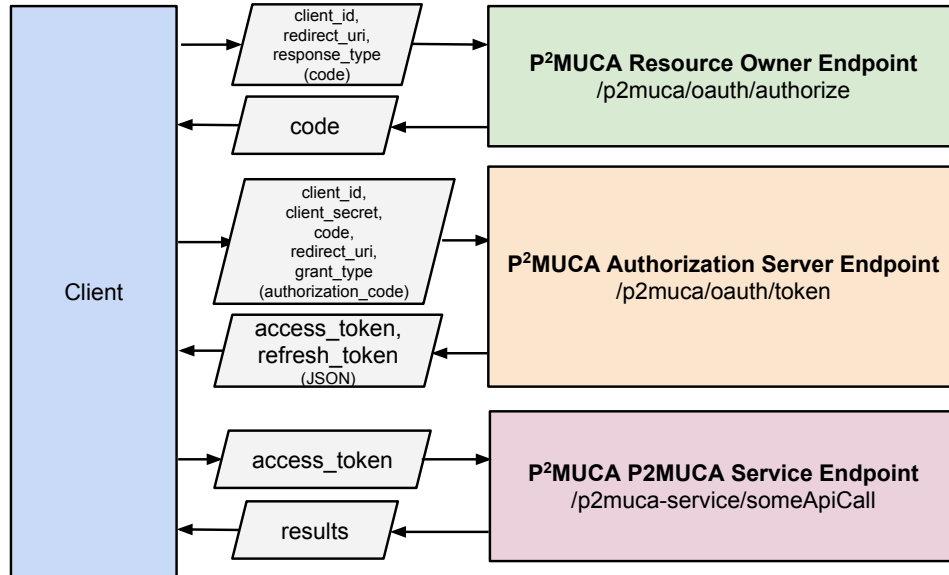 client_id,
redirect_uri,
response_type
(code)
P²MUCA Resource Owner Endpoint
/p2muca/oauth/authorize
code
client_id,
client_secret,
code,
redirect_uri,
grant_type
(authorization_code)
P²MUCA Authorization Server Endpoint
/p2muca/oauth/token
Client
access_token,
refresh_token
(JSON)
access_token
P²MUCA P2MUCA Service Endpoint
/p2muca-service/someApiCall
results